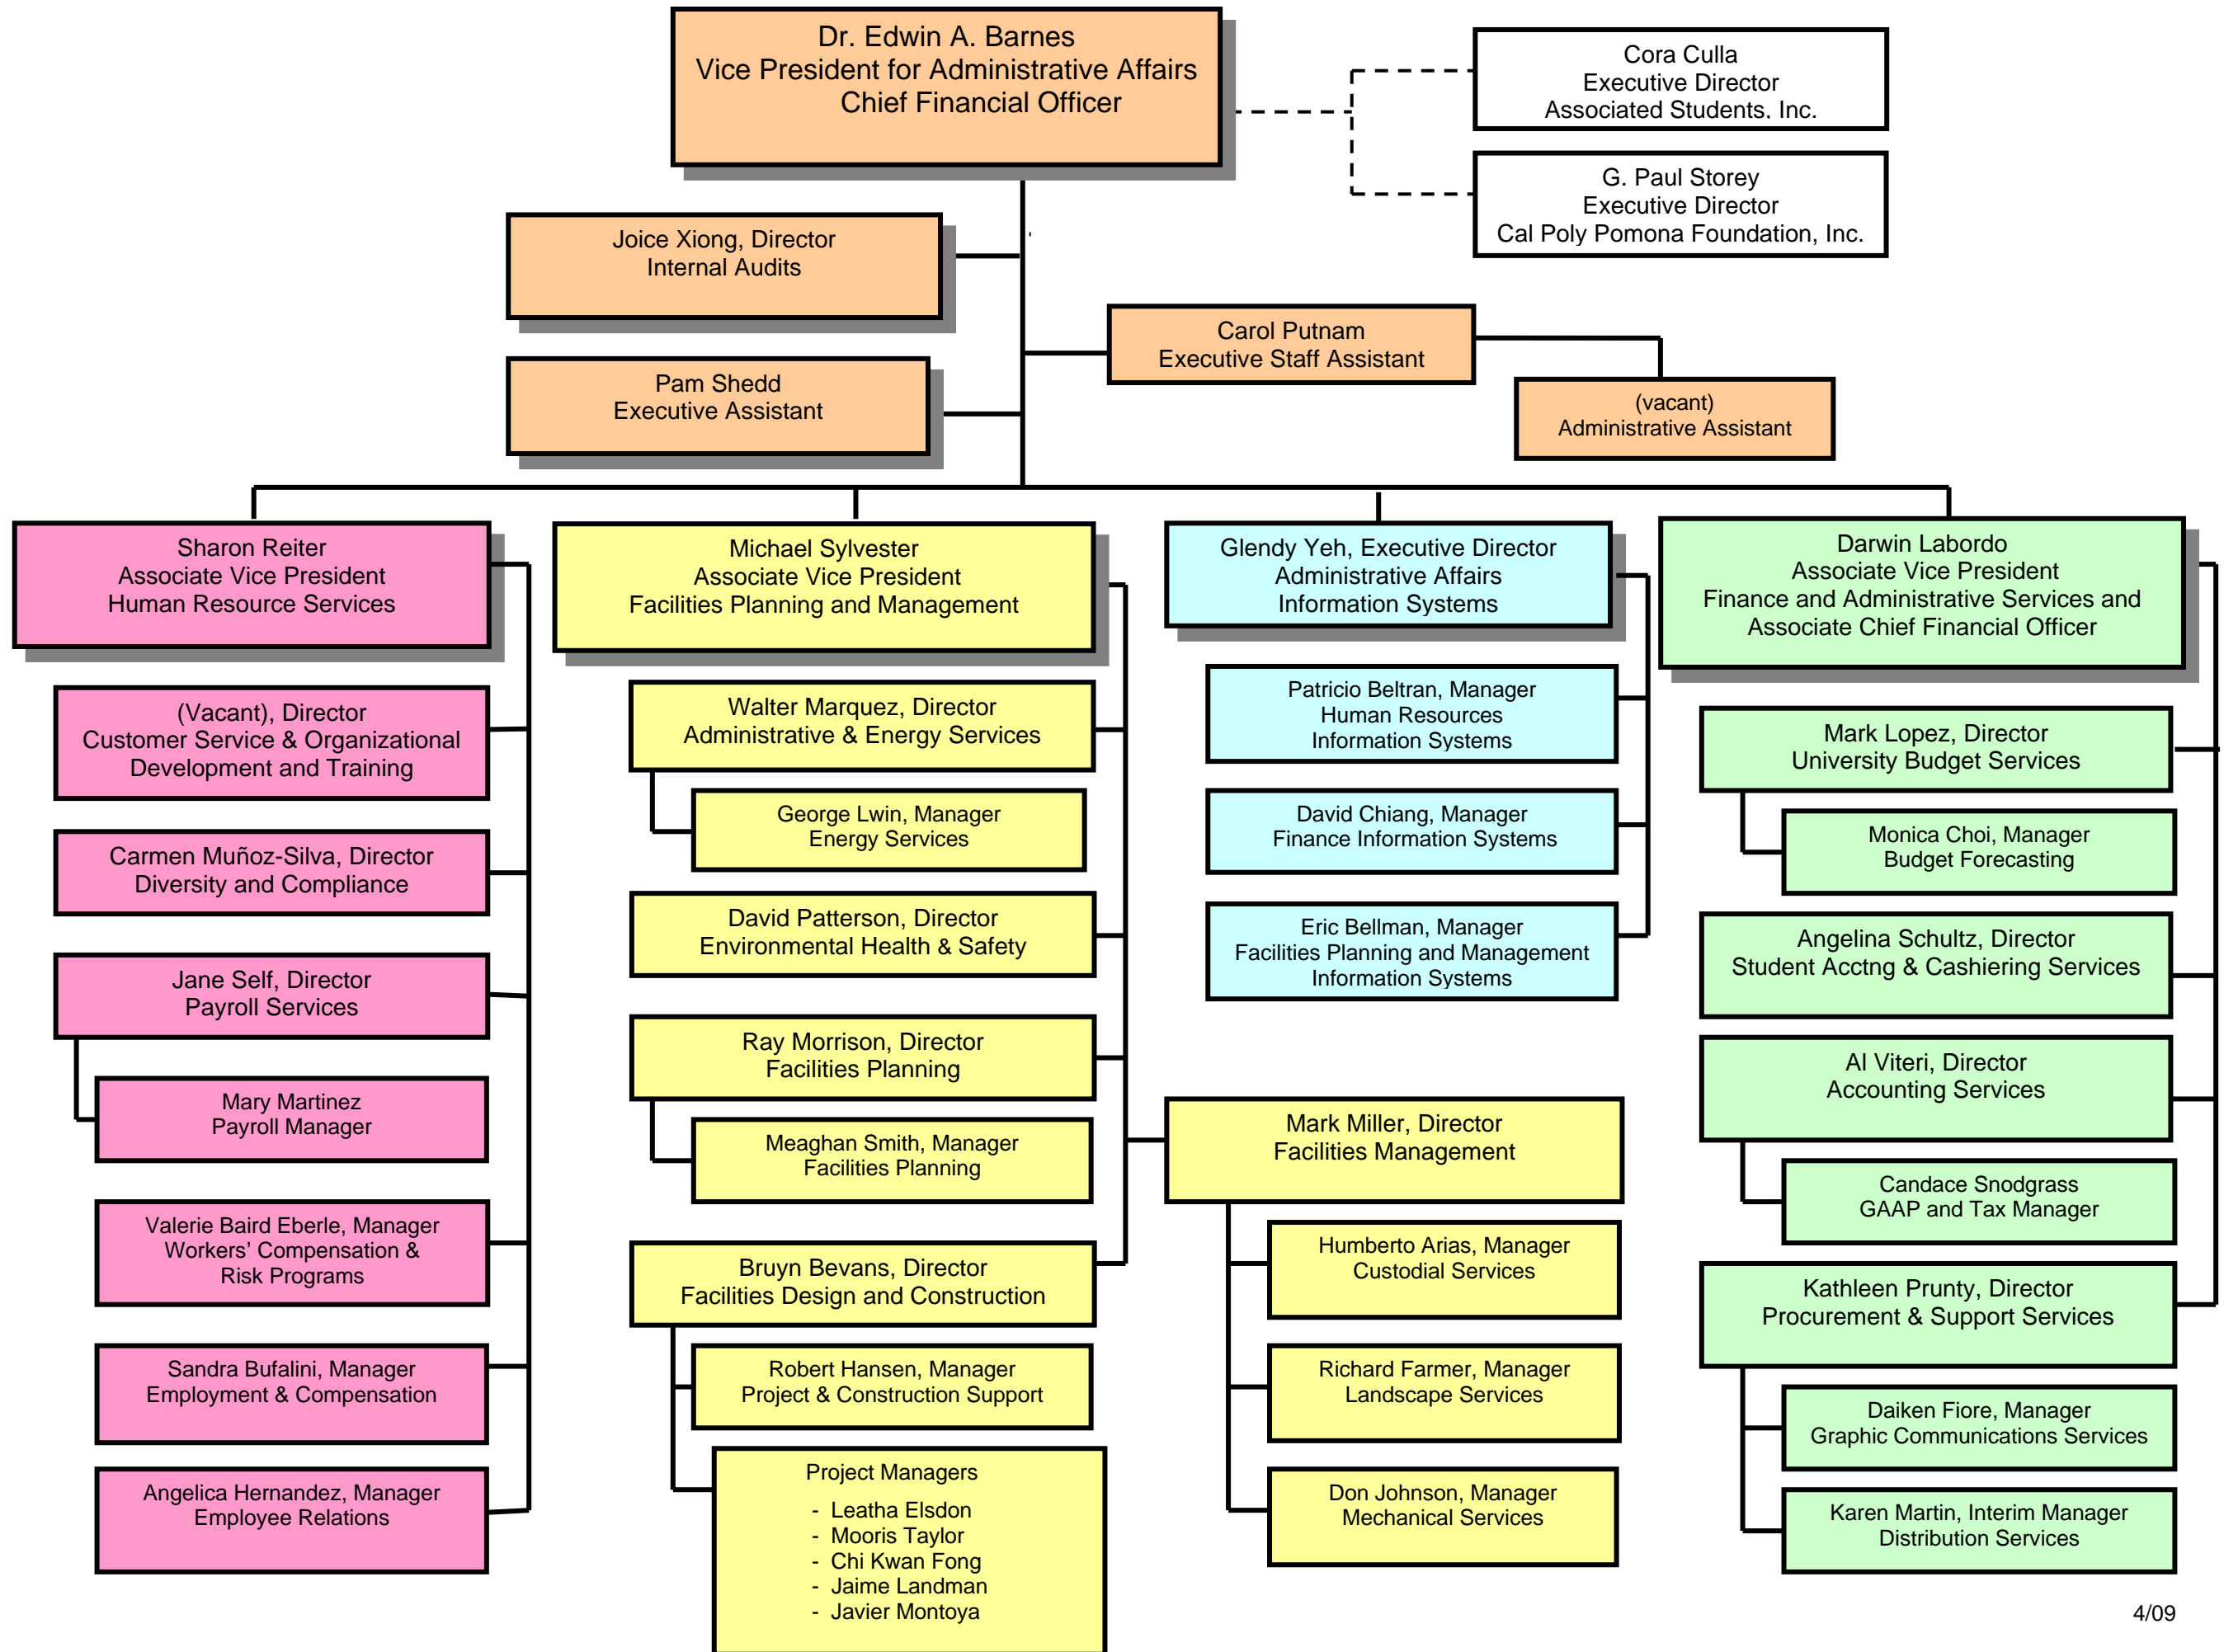 Dr. Edwin A. Barnes
Vice President for Administrative Affairs
Chief Financial Officer
Cora Culla
Executive Director
Associated Students, Inc.
G. Paul Storey
Executive Director
Cal Poly Pomona Foundation, Inc.
Joice Xiong, Director
Internal Audits
Carol Putnam
Executive Staff Assistant
Pam Shedd
Executive Assistant
(vacant)
Administrative Assistant
Sharon Reiter
Associate Vice President
Human Resource Services
(Vacant), Director
Customer Service & Organizational
Development and Training
Carmen Muñoz-Silva, Director
Diversity and Compliance
Jane Self, Director
Payroll Services
Mary Martinez
Payroll Manager
Valerie Baird Eberle, Manager
Workers’ Compensation &
Risk Programs
Sandra Bufalini, Manager
Employment & Compensation
Angelica Hernandez, Manager
Employee Relations
Michael Sylvester
Associate Vice President
Facilities Planning and Management
Walter Marquez, Director
Administrative & Energy Services
George Lwin, Manager
Energy Services
David Patterson, Director
Environmental Health & Safety
Ray Morrison, Director
Facilities Planning
Meaghan Smith, Manager
Facilities Planning
Bruyn Bevans, Director
Facilities Design and Construction
Robert Hansen, Manager
Project & Construction Support
Project Managers
- Leatha Elsdon
- Mooris Taylor
- Chi Kwan Fong
- Jaime Landman
- Javier Montoya
Mark Miller, Director
Facilities Management
Humberto Arias, Manager
Custodial Services
Richard Farmer, Manager
Landscape Services
Don Johnson, Manager
Mechanical Services
Glendy Yeh, Executive Director
Administrative Affairs
Information Systems
Patricio Beltran, Manager
Human Resources
Information Systems
David Chiang, Manager
Finance Information Systems
Eric Bellman, Manager
Facilities Planning and Management
Information Systems
Darwin Labordo
Associate Vice President
Finance and Administrative Services and
Associate Chief Financial Officer
Mark Lopez, Director
University Budget Services
Monica Choi, Manager
Budget Forecasting
Angelina Schultz, Director
Student Acctng & Cashiering Services
Al Viteri, Director
Accounting Services
Candace Snodgrass
GAAP and Tax Manager
Kathleen Prunty, Director
Procurement & Support Services
Daiken Fiore, Manager
Graphic Communications Services
Karen Martin, Interim Manager
Distribution Services
4/09